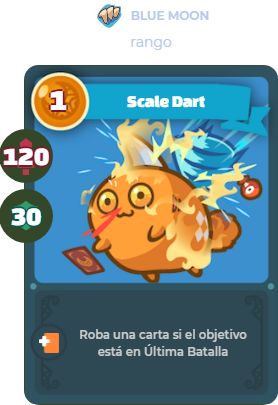 BLUE MOON
rango
1
Scale Dart
120
30
Roba una carta si el objetivo
está en Última Batalla